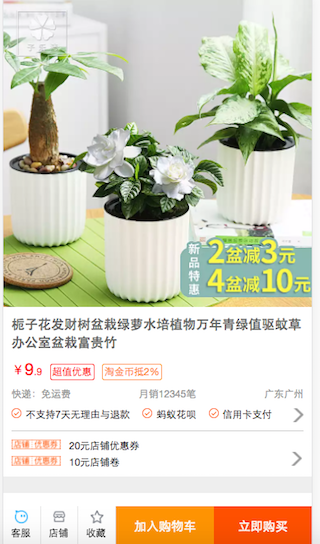 新品特惠
2盆减3元
4盆减10元
栀子花发财树盆栽绿萝水培植物万年青绿值驱蚊草
办公室盆栽富贵竹
￥9.9 超值优惠 淘金币抵2%
快递：免运费 月销12345笔 广东广州
不支持7天无理由与退款 蚂蚁花呗 信用卡支付
店铺 优惠券 20元店铺优惠券
店铺 优惠券 10元店铺卷
客服 店铺 收藏 加入购物车 立即购买